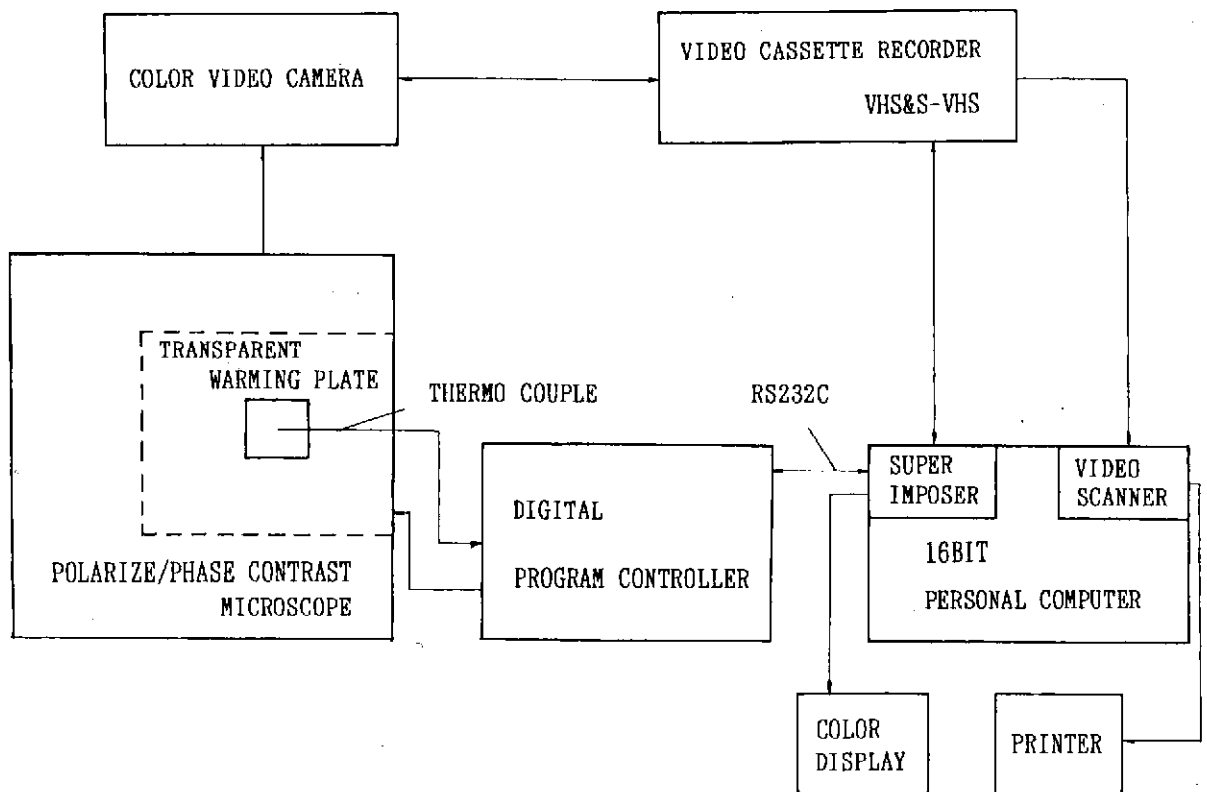 COLOR VIDEO CAMERA
VIDEO CASSETTE RECORDER
VHS&S-VHS
TRANSPARENT
WARMING PLATE
THERMO COUPLE
RS232C
POLARIZE/PHASE CONTRAST
MICROSCOPE
DIGITAL
PROGRAM CONTROLLER
SUPER
IMPOSER
VIDEO
SCANNER
16BIT
PERSONAL COMPUTER
COLOR
DISPLAY
PRINTER